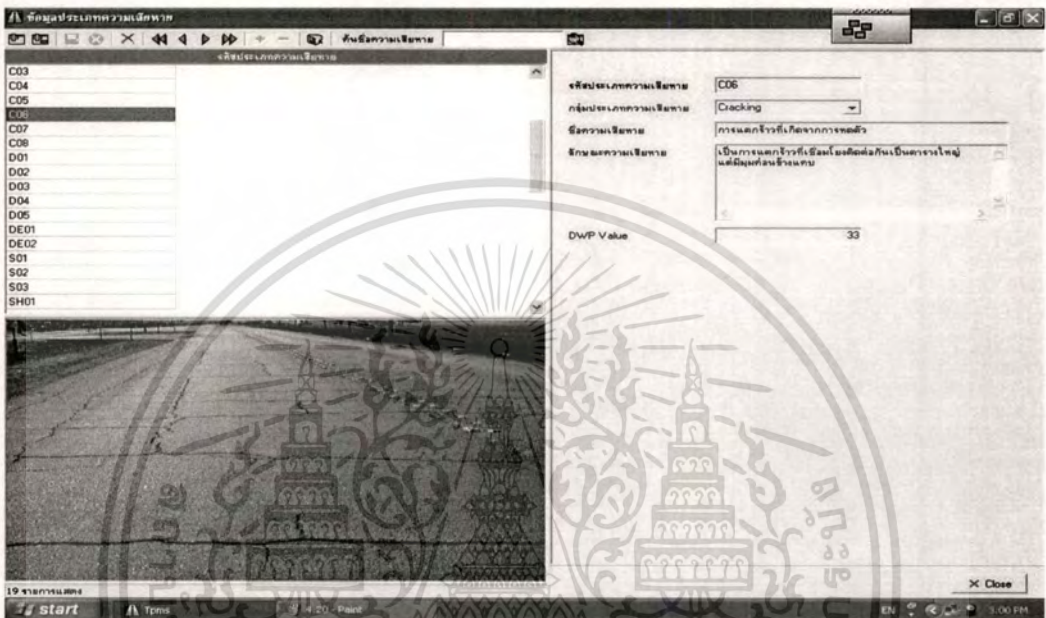 ข้อมูลประเภทความเสียหาย
ค้นชื่อความเสียหาย
รหัสประเภทความเสียหาย
C03
C04
C05
C06
C07
C08
D01
D02
D03
D04
D05
DE01
DE02
S01
S02
S03
SH01
รหัสประเภทความเสียหาย C06
กลุ่มประเภทความเสียหาย Cracking
ชื่อความเสียหาย การแตกร้าวที่เกิดจากการหดตัว
ลักษณะความเสียหาย เป็นการแตกร้าวที่เชื่อมโยงติดต่อกันเป็นตารางใหญ่
แต่มีมุมค่อนข้างแคบ
DWP Value 33
19 รายการแสดง
Close
start Tpms 4.20 - Paint EN 3:00 PM